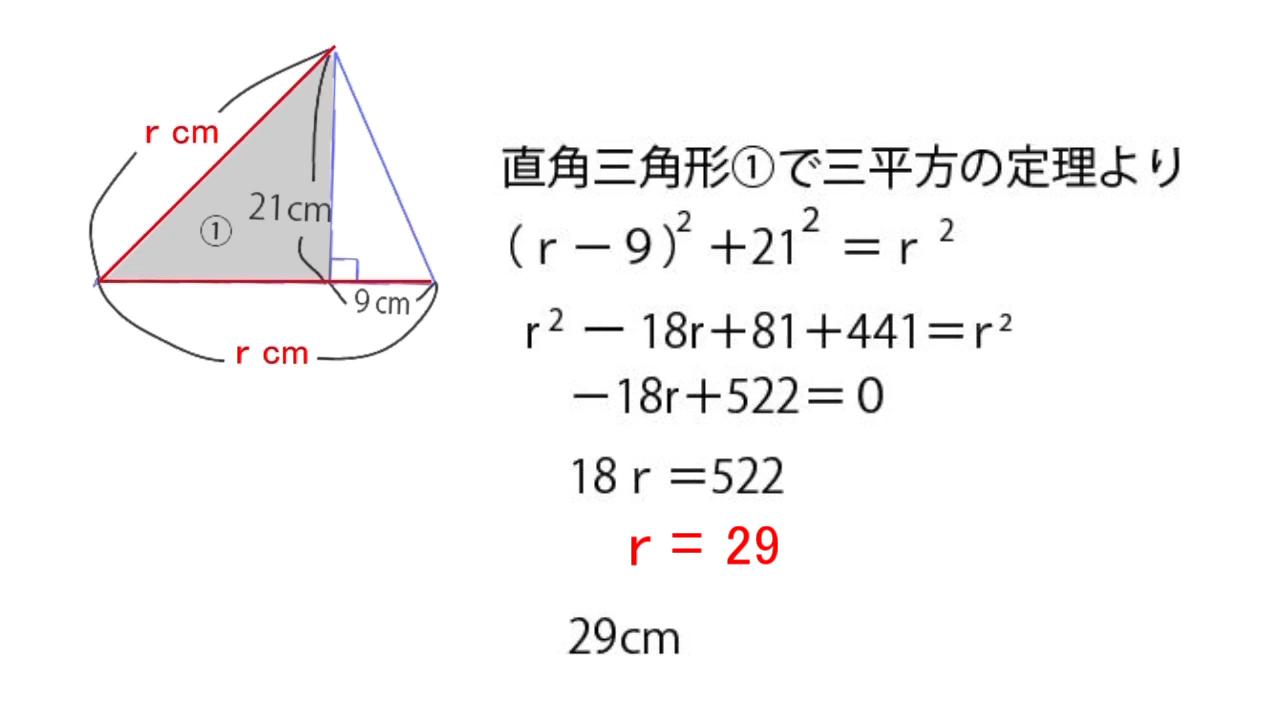 r cm
21cm
①
9cm
r cm
直角三角形①で三平方の定理より
(r－9)²＋21²＝r²
r²－18r＋81＋441＝r²
－18r＋522＝0
18r＝522
r＝29
29cm